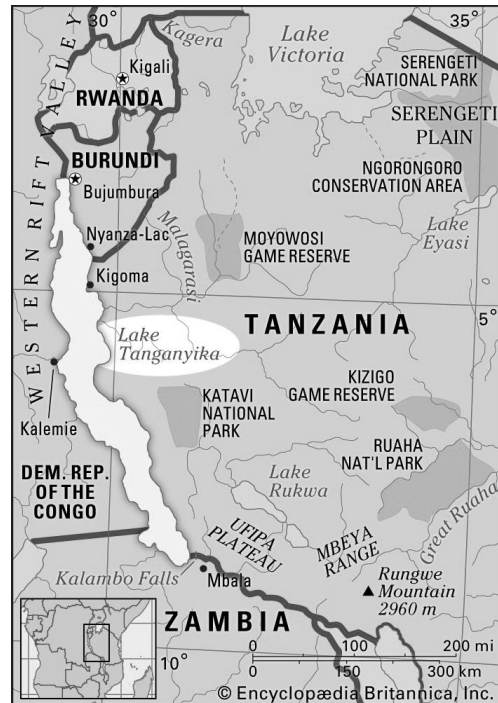 30°
35°
Kagera
Lake
Victoria
Kigali
RWANDA
SERENGETI
NATIONAL PARK
SERENGETI
PLAIN
WESTERN RIFT VALLEY
BURUNDI
Bujumbura
NGORONGORO
CONSERVATION AREA
Lake
Eyasi
Nyanza-Lac
Malagarasi
MOYOWOSI
GAME RESERVE
Kigoma
TANZANIA
5°
Lake
Tanganyika
Kalemie
KATAVI
NATIONAL
PARK
KIZIGO
GAME RESERVE
RUAHA
NAT'L PARK
DEM. REP.
OF THE
CONGO
Lake
Rukwa
Great Ruaha
UFIPA
PLATEAU
MBEYA
RANGE
Kalambo Falls
Mbala
Rungwe
Mountain
2960 m
ZAMBIA
10°
0 100 200 mi
0 150 300 km
© Encyclopædia Britannica, Inc.